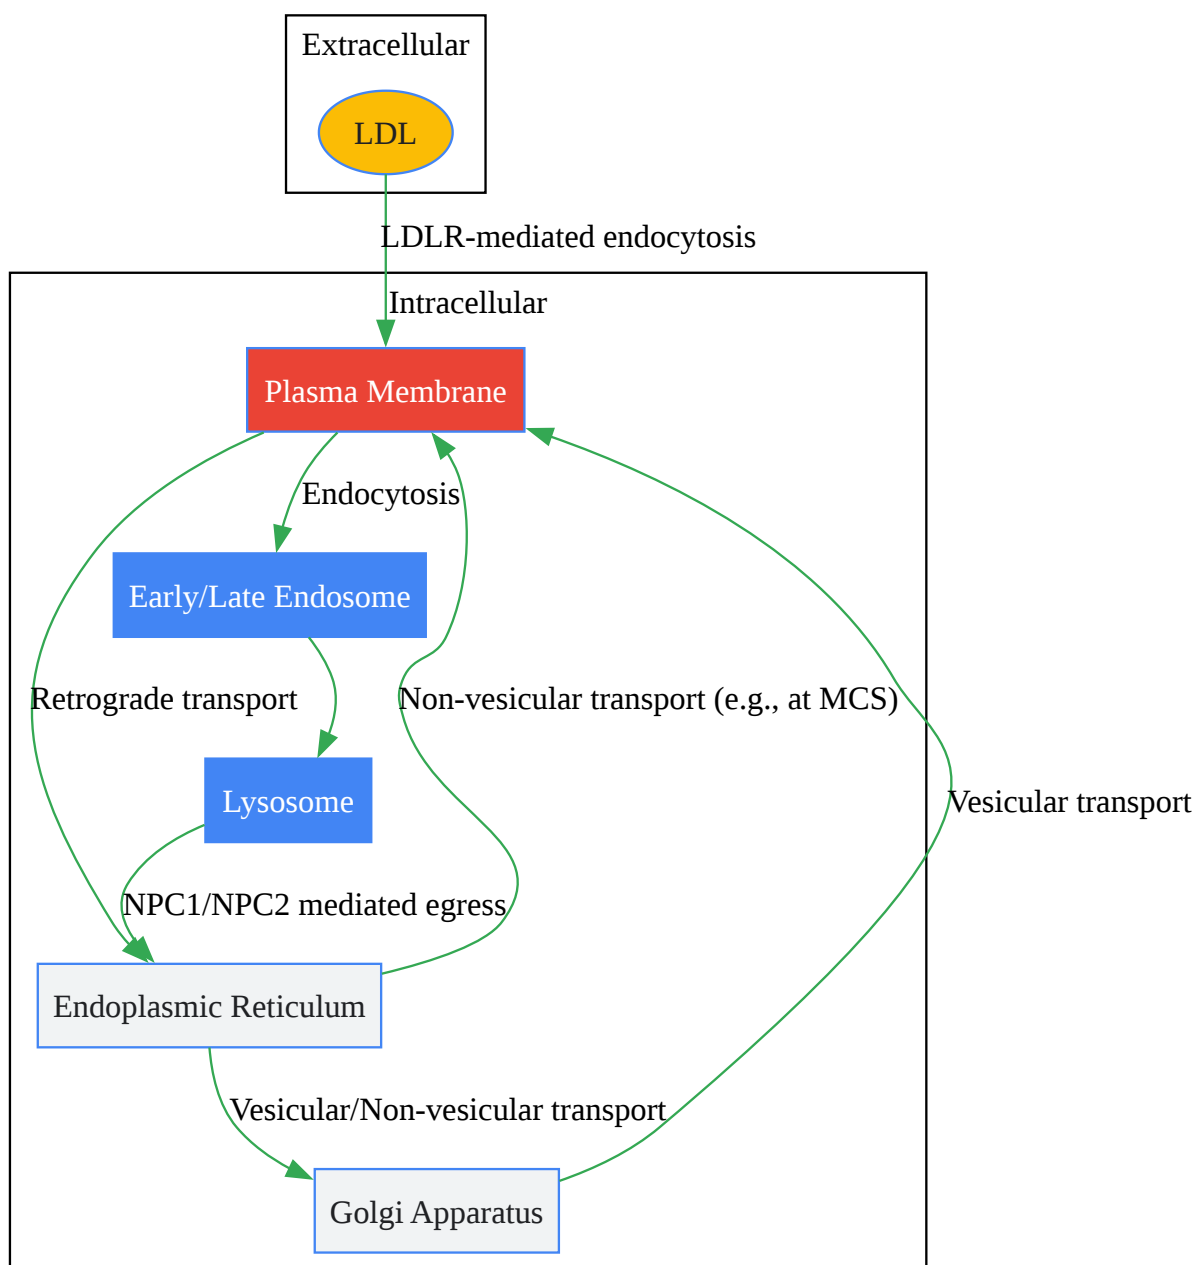 Extracellular
LDL
LDLR-mediated endocytosis
Intracellular
Plasma Membrane
Endocytosis
Early/Late Endosome
Retrograde transport
Non-vesicular transport (e.g., at MCS)
Lysosome
Vesicular transport
NPC1/NPC2 mediated egress
Endoplasmic Reticulum
Vesicular/Non-vesicular transport
Golgi Apparatus